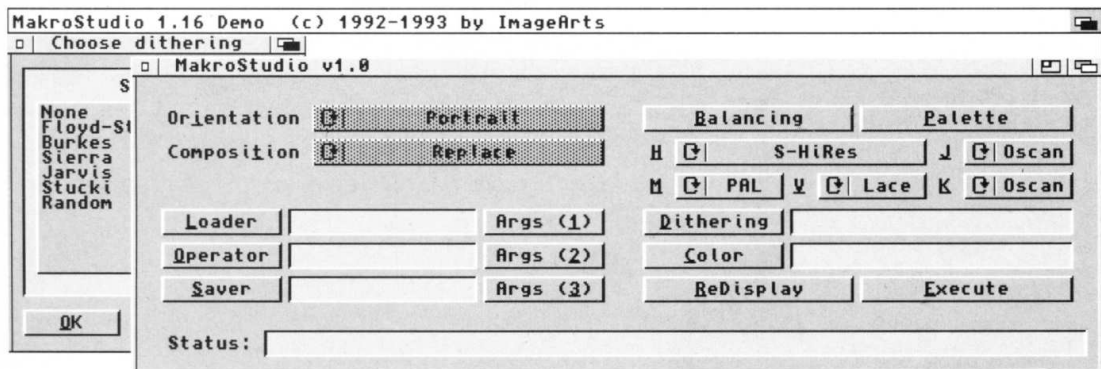 MakroStudio 1.16 Demo (c) 1992-1993 by ImageArts
Choose dithering
MakroStudio v1.0
S
None
Floyd-St
Burkes
Sierra
Jarvis
Stucki
Random
OK
Orientation Portrait
Composition Replace
Balancing Palette
H S-HiRes J Oscan
M PAL V Lace K Oscan
Loader Args (1) Dithering
Operator Args (2) Color
Saver Args (3) ReDisplay Execute
Status: